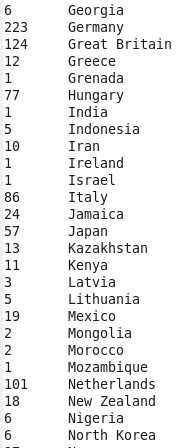 6 Georgia
223 Germany
124 Great Britain
12 Greece
1 Grenada
77 Hungary
1 India
5 Indonesia
10 Iran
1 Ireland
1 Israel
86 Italy
24 Jamaica
57 Japan
13 Kazakhstan
11 Kenya
3 Latvia
5 Lithuania
19 Mexico
2 Mongolia
2 Morocco
1 Mozambique
101 Netherlands
18 New Zealand
6 Nigeria
6 North Korea